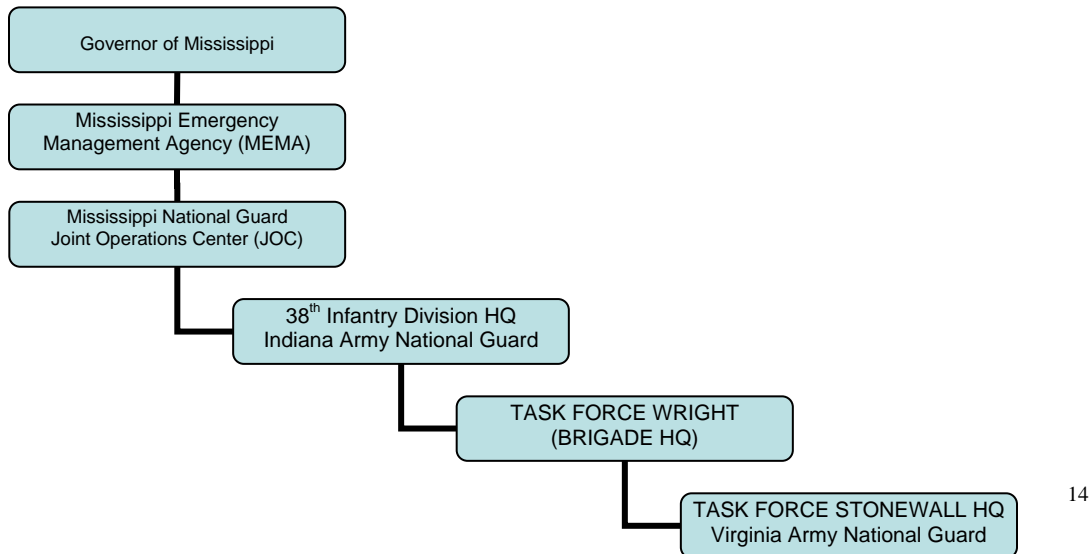 Governor of Mississippi
Mississippi Emergency
Management Agency (MEMA)
Mississippi National Guard
Joint Operations Center (JOC)
38th Infantry Division HQ
Indiana Army National Guard
TASK FORCE WRIGHT
(BRIGADE HQ)
TASK FORCE STONEWALL HQ
Virginia Army National Guard
14